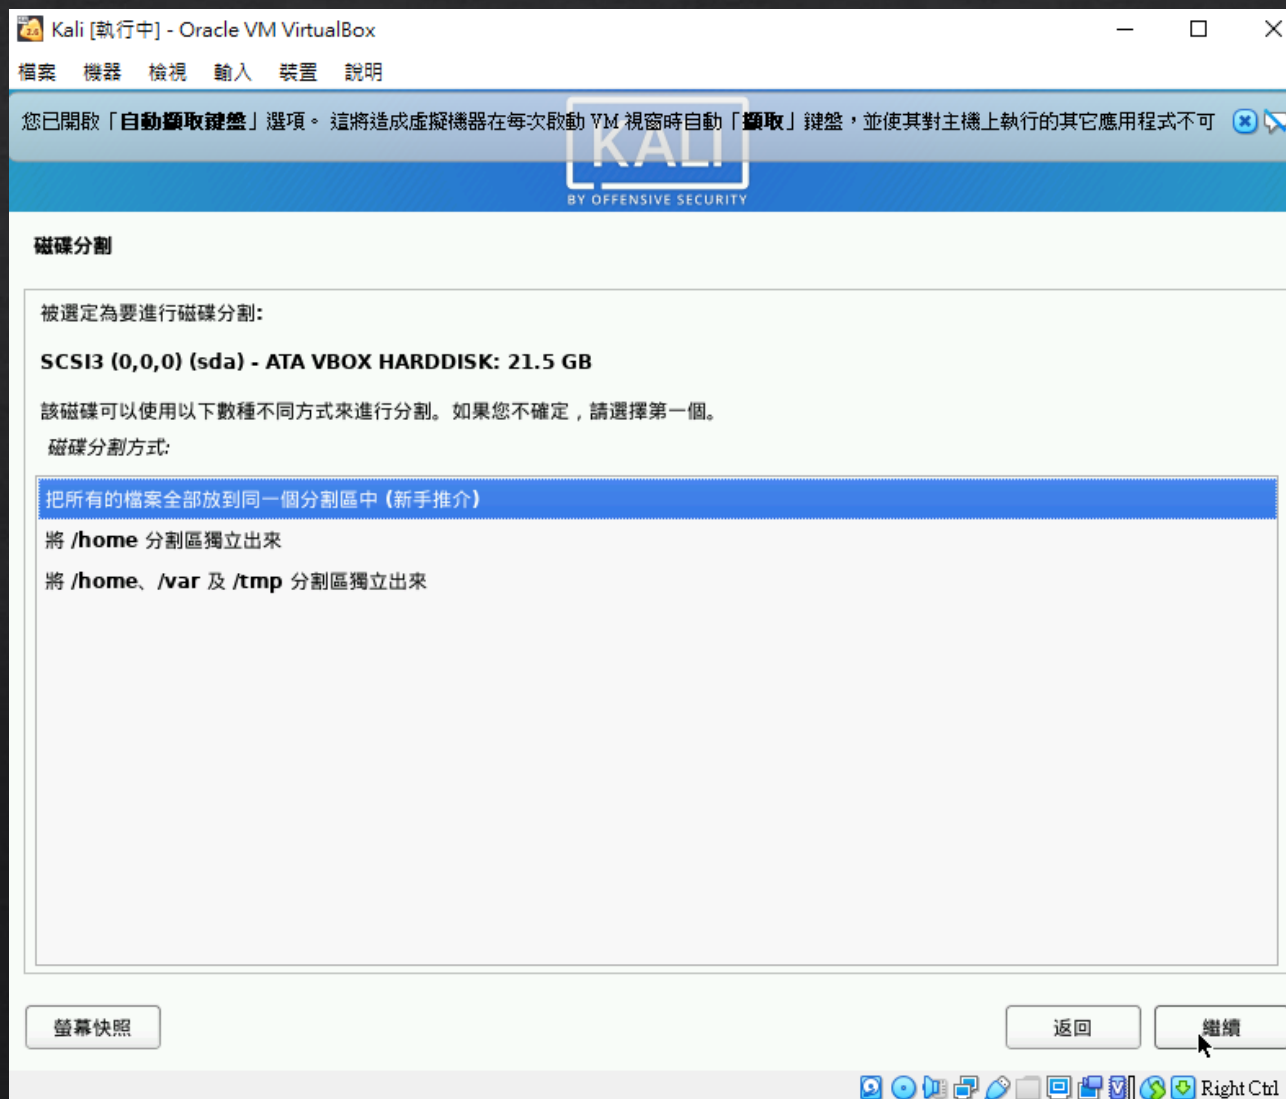 Kali [執行中] - Oracle VM VirtualBox
檔案 機器 檢視 輸入 裝置 說明
您已開啟「自動擷取鍵盤」選項。 這將造成虛擬機器在每次啟動 VM 視窗時自動「擷取」鍵盤，並使其對主機上執行的其它應用程式不可
KALI
BY OFFENSIVE SECURITY
磁碟分割
被選定為要進行磁碟分割:
SCSI3 (0,0,0) (sda) - ATA VBOX HARDDISK: 21.5 GB
該磁碟可以使用以下數種不同方式來進行分割。如果您不確定，請選擇第一個。
磁碟分割方式:
把所有的檔案全部放到同一個分割區中 (新手推介)
將 /home 分割區獨立出來
將 /home、/var 及 /tmp 分割區獨立出來
螢幕快照 返回 繼續
Right Ctrl